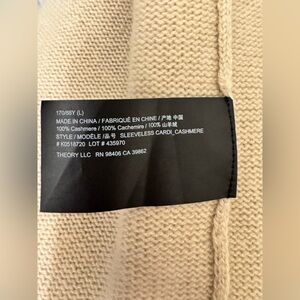 170/88Y (L)
MADE IN CHINA / FABRIQUÉ EN CHINE / 产地 中国
100% Cashmere / 100% Cachemire / 100% 山羊绒
STYLE / MODÈLE /品号 SLEEVELESS CARDI_CASHMERE
# K0518720 LOT # 435970
THEORY LLC RN 98406 CA 39862